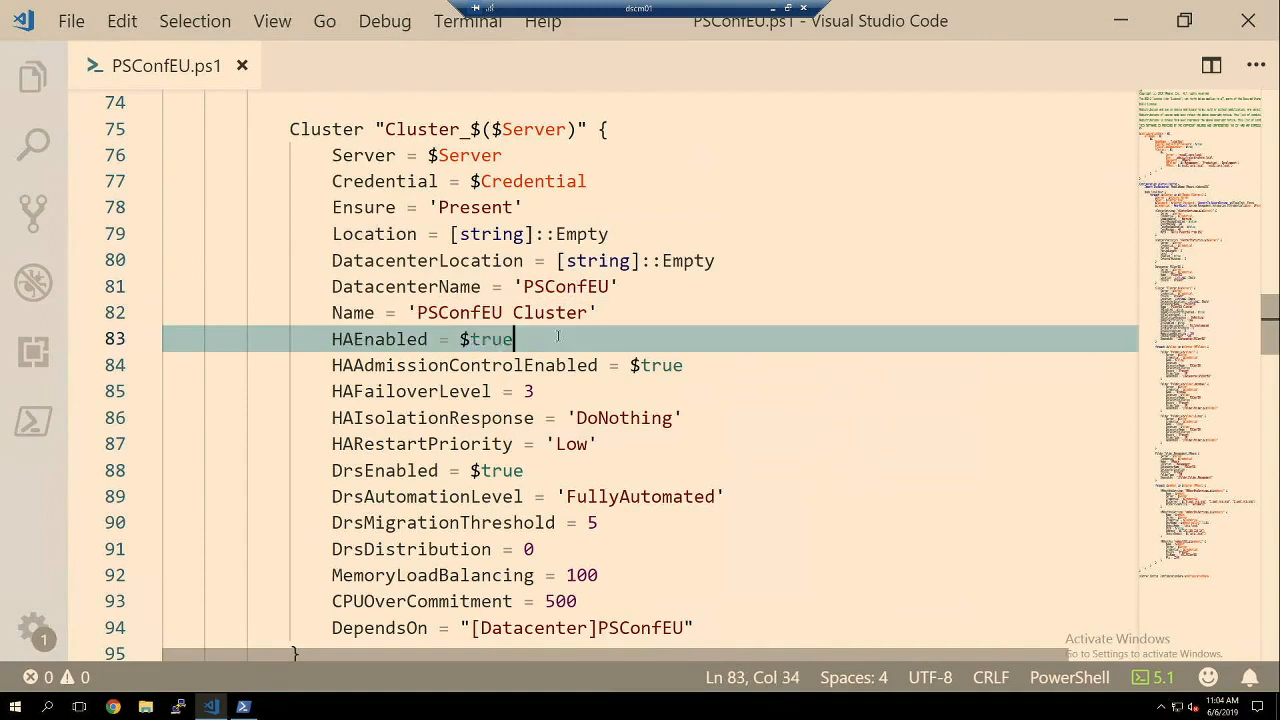 dscm01
File Edit Selection View Go Debug Terminal Help PSConfEU.ps1 - Visual Studio Code
PSConfEU.ps1
74
75 Cluster "Cluster_$($Server)" {
76 Server = $Server
77 Credential = $Credential
78 Ensure = 'Present'
79 Location = [string]::Empty
80 DatacenterLocation = [string]::Empty
81 DatacenterName = 'PSConfEU'
82 Name = 'PSConfEU Cluster'
83 HAEnabled = $true
84 HAAdmissionControlEnabled = $true
85 HAFailoverLevel = 3
86 HAIsolationResponse = 'DoNothing'
87 HARestartPriority = 'Low'
88 DrsEnabled = $true
89 DrsAutomationLevel = 'FullyAutomated'
90 DrsMigrationThreshold = 5
91 DrsDistribution = 0
92 MemoryLoadBalancing = 100
93 CPUOverCommitment = 500
94 DependsOn = "[Datacenter]PSConfEU"
95 }
Activate Windows
Go to Settings to activate Windows.
1
0 0 Ln 83, Col 34 Spaces: 4 UTF-8 CRLF PowerShell 5.1
11:04 AM
6/6/2019